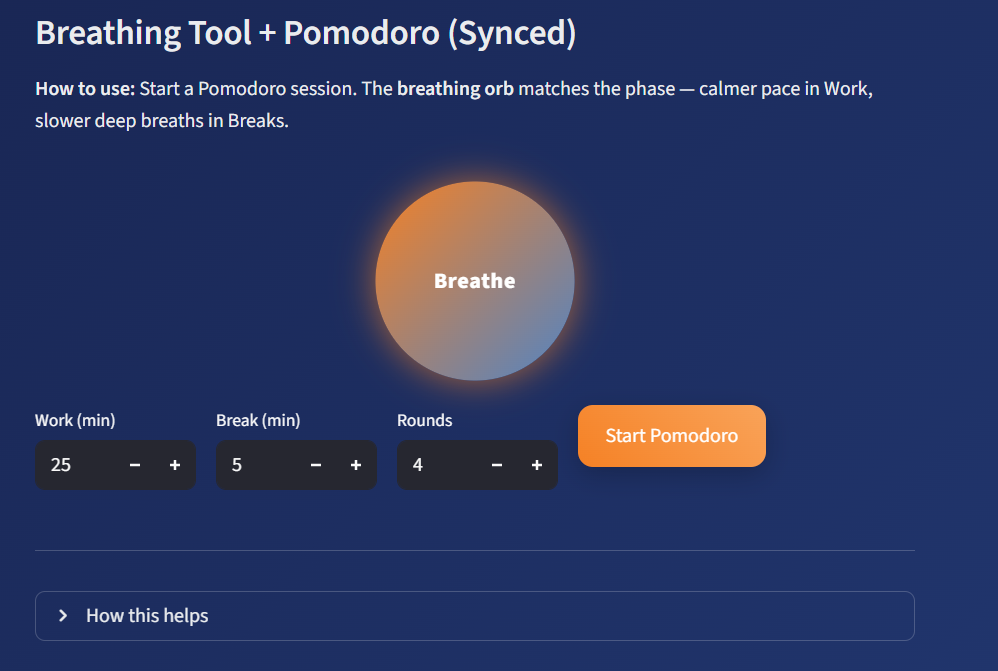 Breathing Tool + Pomodoro (Synced)
How to use: Start a Pomodoro session. The breathing orb matches the phase — calmer pace in Work,
slower deep breaths in Breaks.
Breathe
Work (min)
Break (min)
Rounds
Start Pomodoro
25 − +
5 − +
4 − +
How this helps